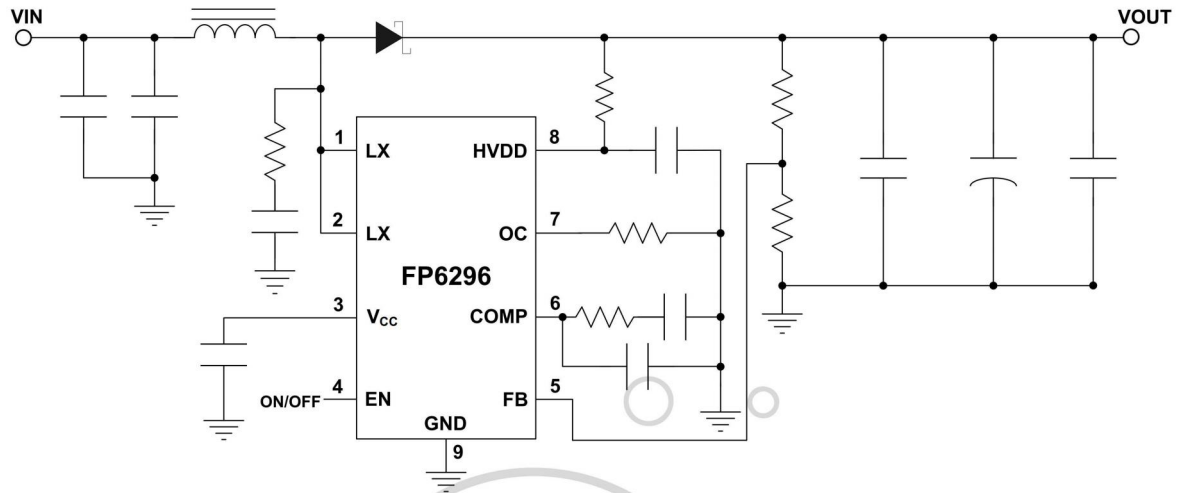 VIN
VOUT
1 LX
HVDD 8
2 LX
OC 7
FP6296
3 VCC
COMP 6
ON/OFF 4 EN
FB 5
GND
9